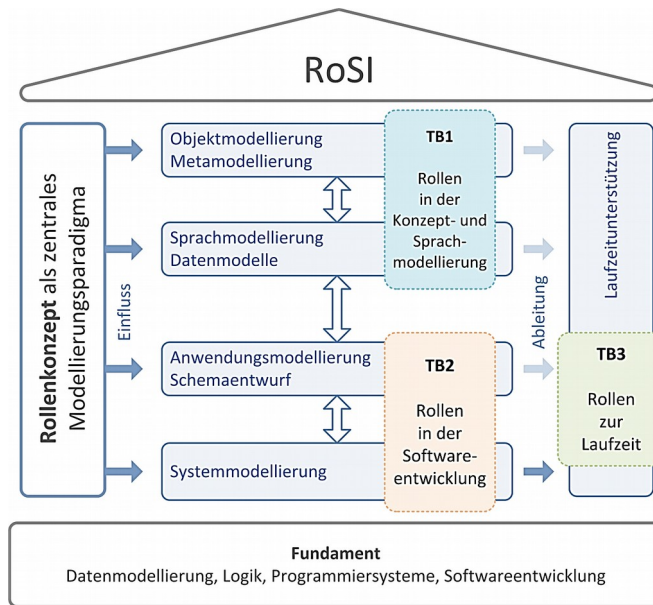 RoSI
Rollenkonzept als zentrales
Modellierungsparadigma
Einfluss
Objektmodellierung
Metamodellierung
Sprachmodellierung
Datenmodelle
Anwendungsmodellierung
Schemaentwurf
Systemmodellierung
TB1
Rollen
in der
Konzept- und
Sprach-
modellierung
TB2
Rollen
in der
Software-
entwicklung
Ableitung
Laufzeitunterstützung
TB3
Rollen
zur
Laufzeit
Fundament
Datenmodellierung, Logik, Programmiersysteme, Softwareentwicklung